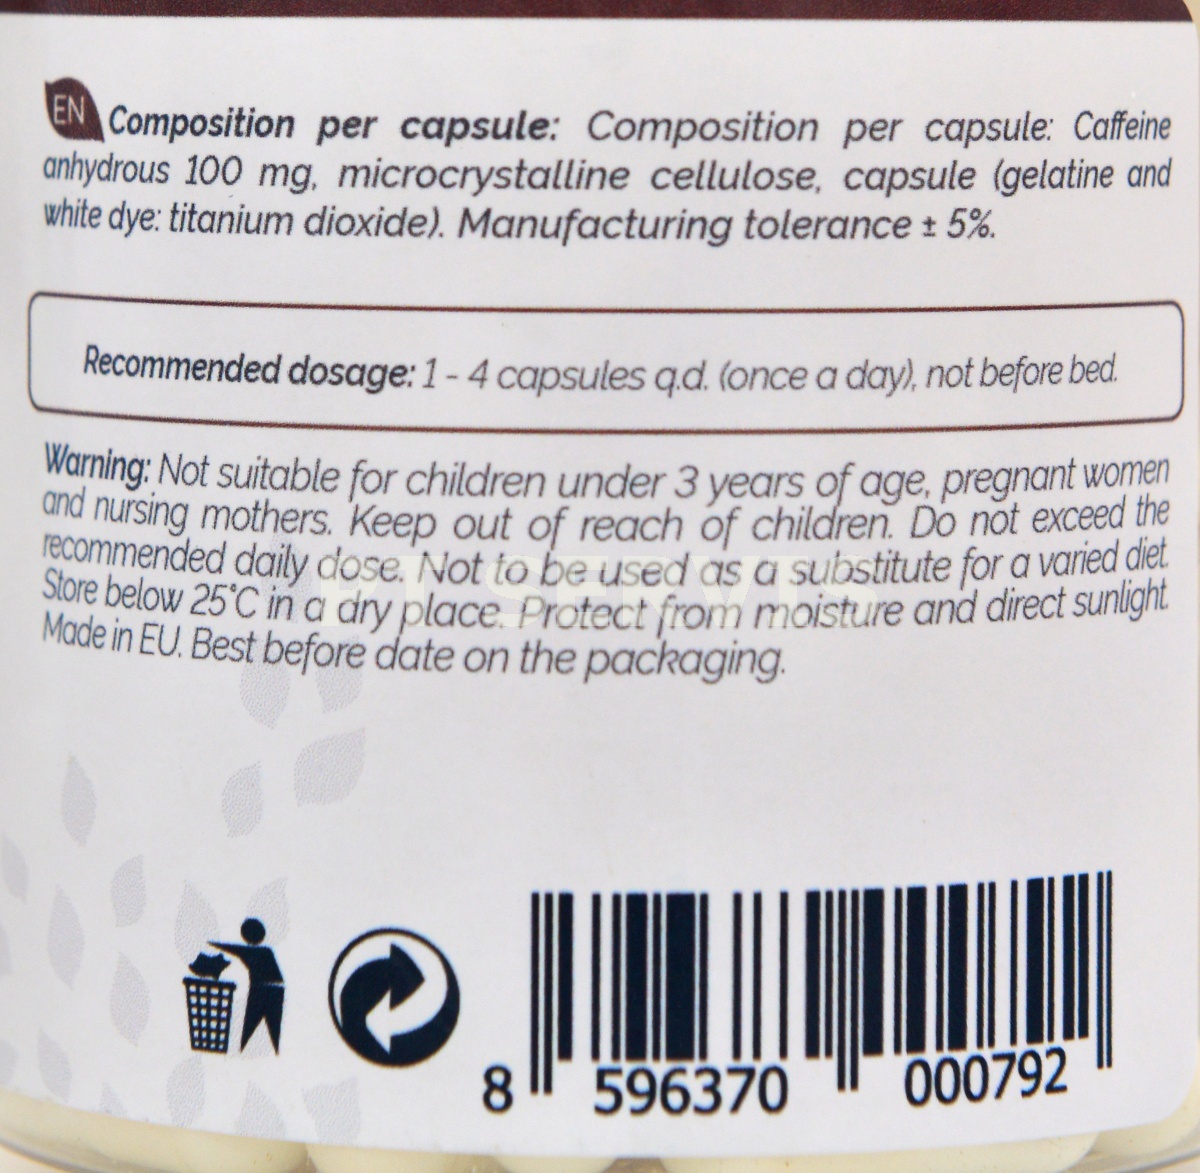 EN Composition per capsule: Composition per capsule: Caffeine
anhydrous 100 mg, microcrystalline cellulose, capsule (gelatine and
white dye: titanium dioxide). Manufacturing tolerance ± 5%.
Recommended dosage: 1 - 4 capsules q.d. (once a day), not before bed.
Warning: Not suitable for children under 3 years of age, pregnant women
and nursing mothers. Keep out of reach of children. Do not exceed the
recommended daily dose. Not to be used as a substitute for a varied diet.
Store below 25°C in a dry place. Protect from moisture and direct sunlight.
Made in EU. Best before date on the packaging.
PT SERVIS
8 596370 000792